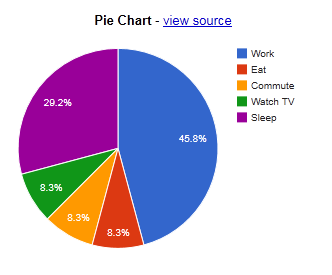 Pie Chart - view source
Work
Eat
Commute
Watch TV
Sleep
29.2%
45.8%
8.3%
8.3%
8.3%